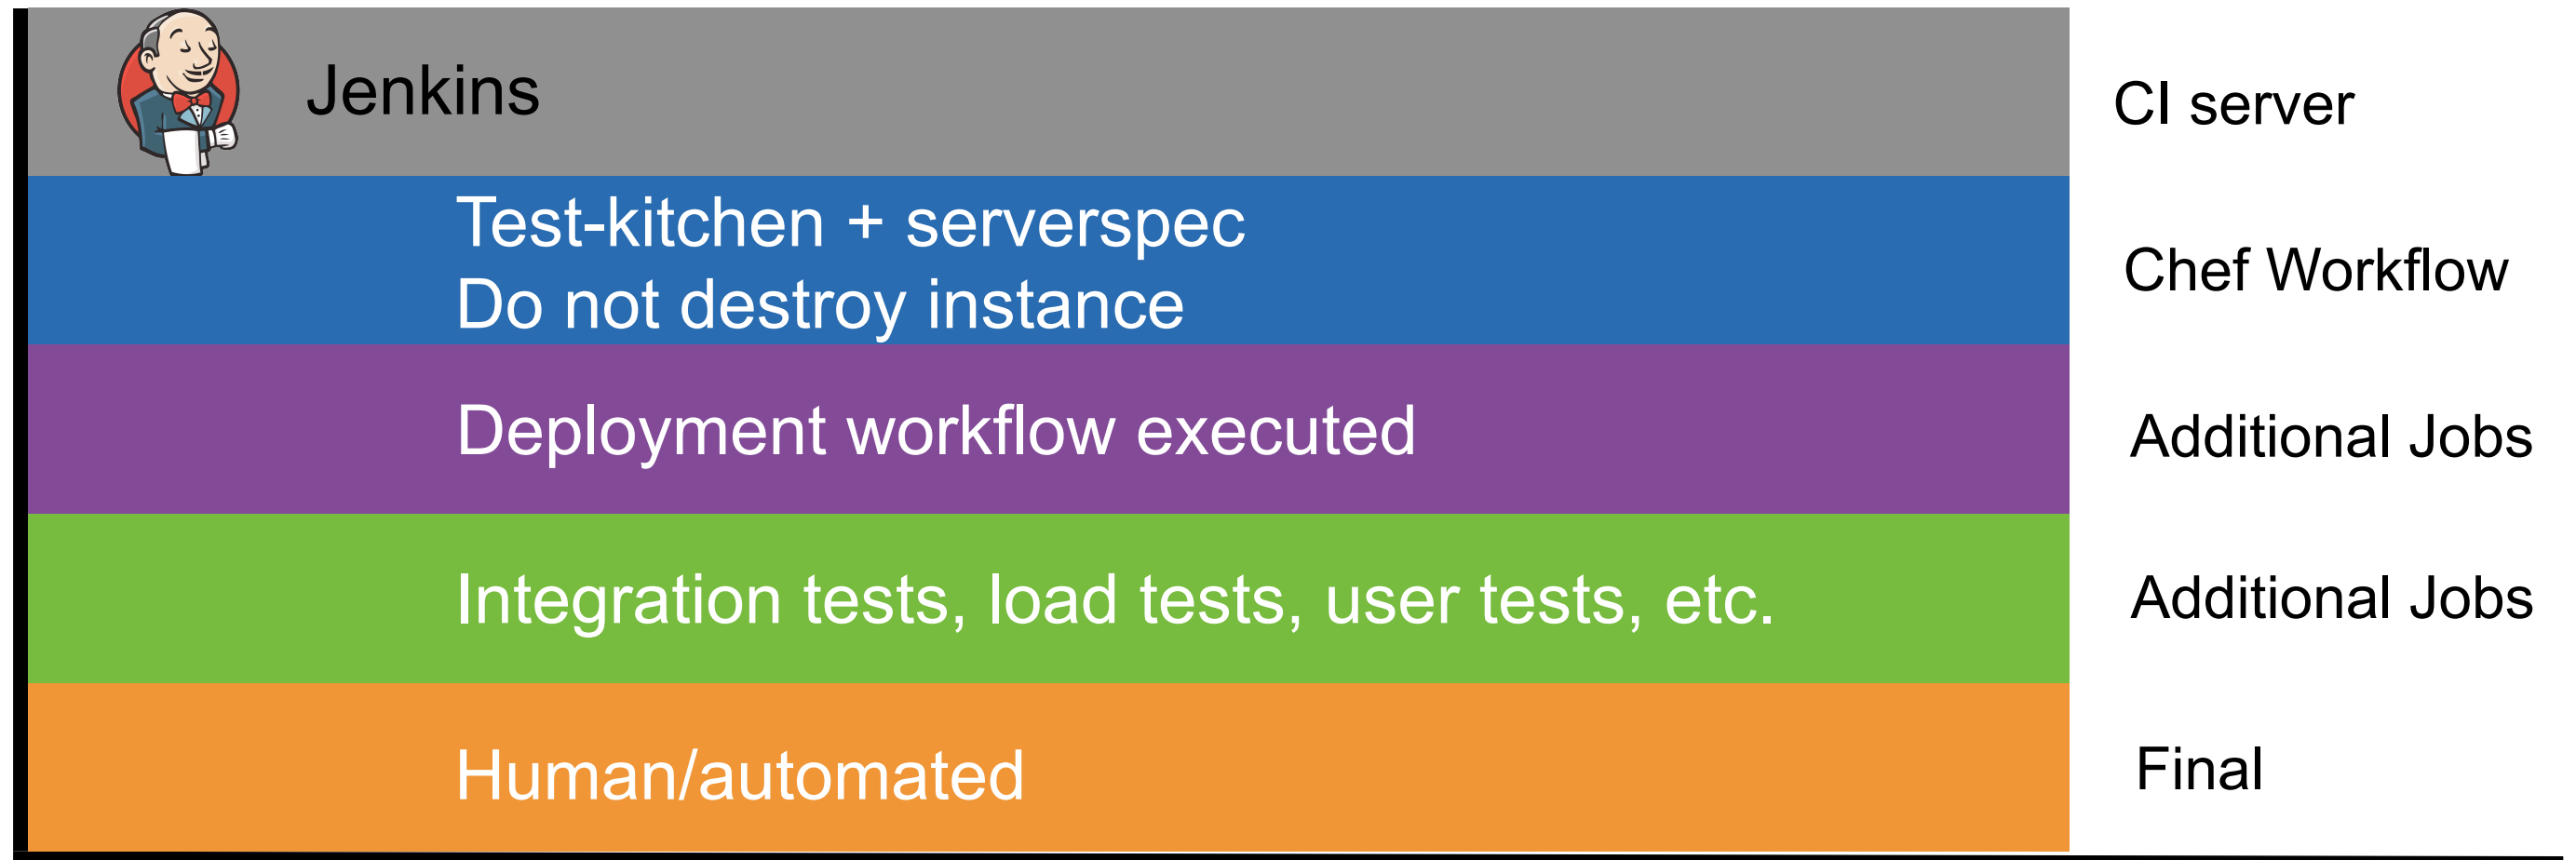 Jenkins
CI server
Test-kitchen + serverspec
Do not destroy instance
Chef Workflow
Deployment workflow executed
Additional Jobs
Integration tests, load tests, user tests, etc.
Additional Jobs
Human/automated
Final